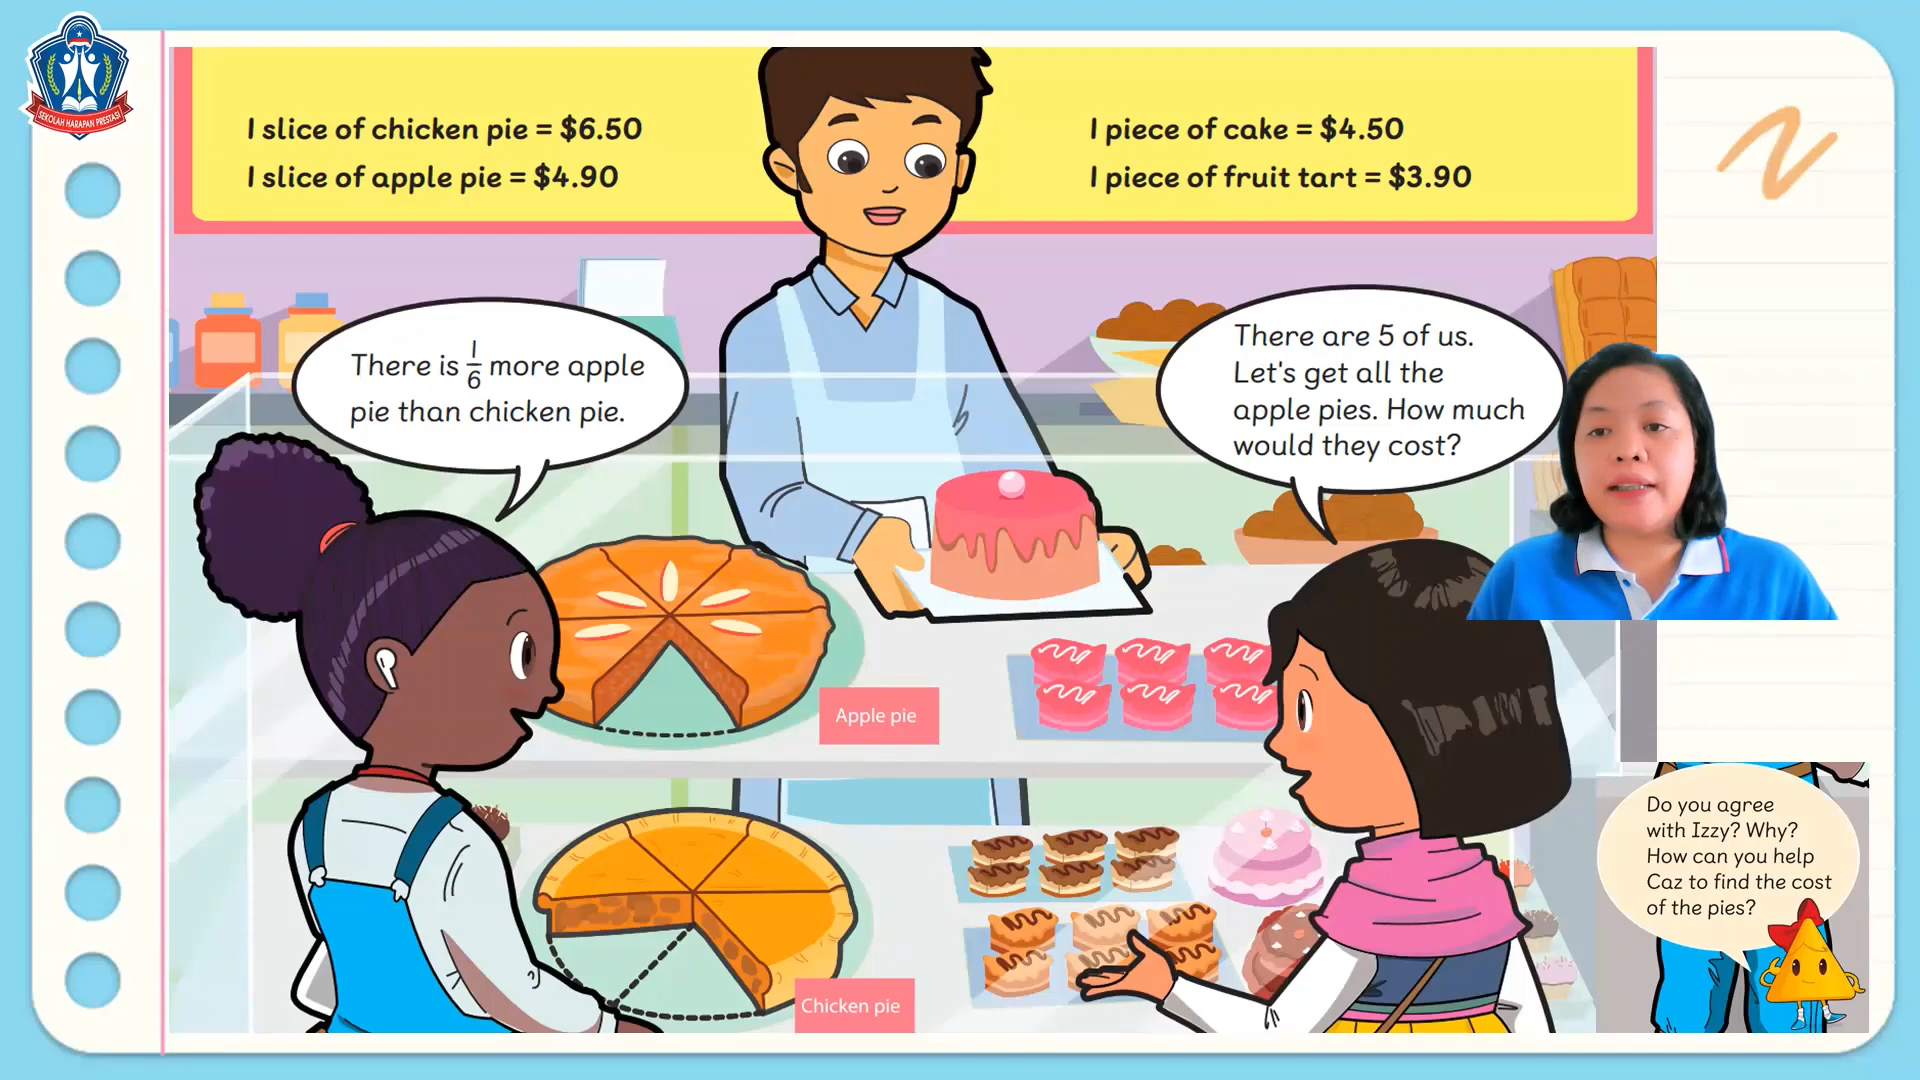 SEKOLAH HARAPAN PRESTASI
1 slice of chicken pie = $6.50
1 slice of apple pie = $4.90
1 piece of cake = $4.50
1 piece of fruit tart = $3.90
There is 1/6 more apple
pie than chicken pie.
There are 5 of us.
Let's get all the
apple pies. How much
would they cost?
Apple pie
Chicken pie
Do you agree
with Izzy? Why?
How can you help
Caz to find the cost
of the pies?